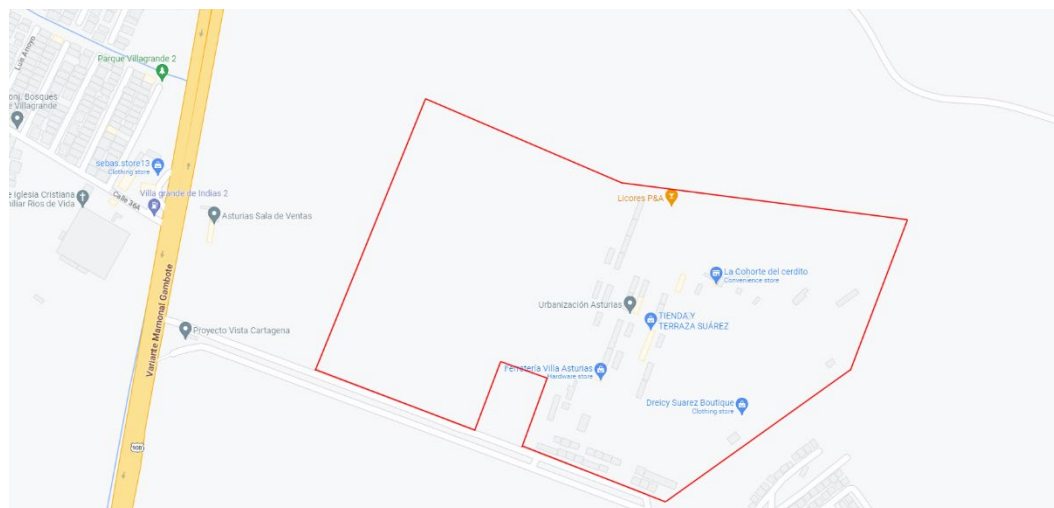 Luis Arroyo
Parque Villagrande 2
onj. Bosques
e Villagrande
sebas.store13
Clothing store
Calle 36A
Villa grande de Indias 2
e Iglesia Cristiana
niliar Rios de Vida
Asturias Sala de Ventas
Variante Mamonal Gambote
Proyecto Vista Cartagena
90B
Licores P&A
La Cohorte del cerdito
Convenience store
Urbanización Asturias
TIENDA Y
TERRAZA SUÁREZ
Ferretería Villa Asturias
Hardware store
Dreicy Suarez Boutique
Clothing store